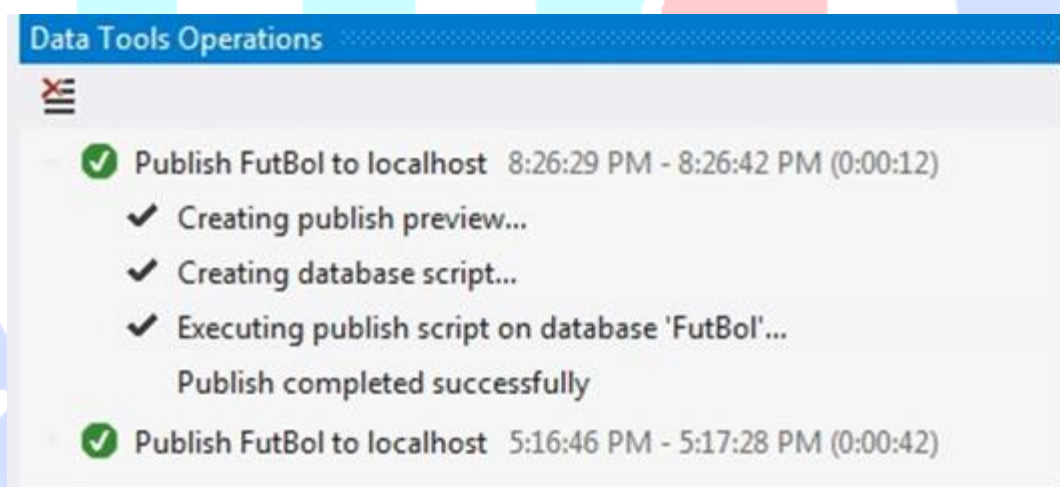 Data Tools Operations
Publish FutBol to localhost 8:26:29 PM - 8:26:42 PM (0:00:12)
Creating publish preview...
Creating database script...
Executing publish script on database 'FutBol'...
Publish completed successfully
Publish FutBol to localhost 5:16:46 PM - 5:17:28 PM (0:00:42)